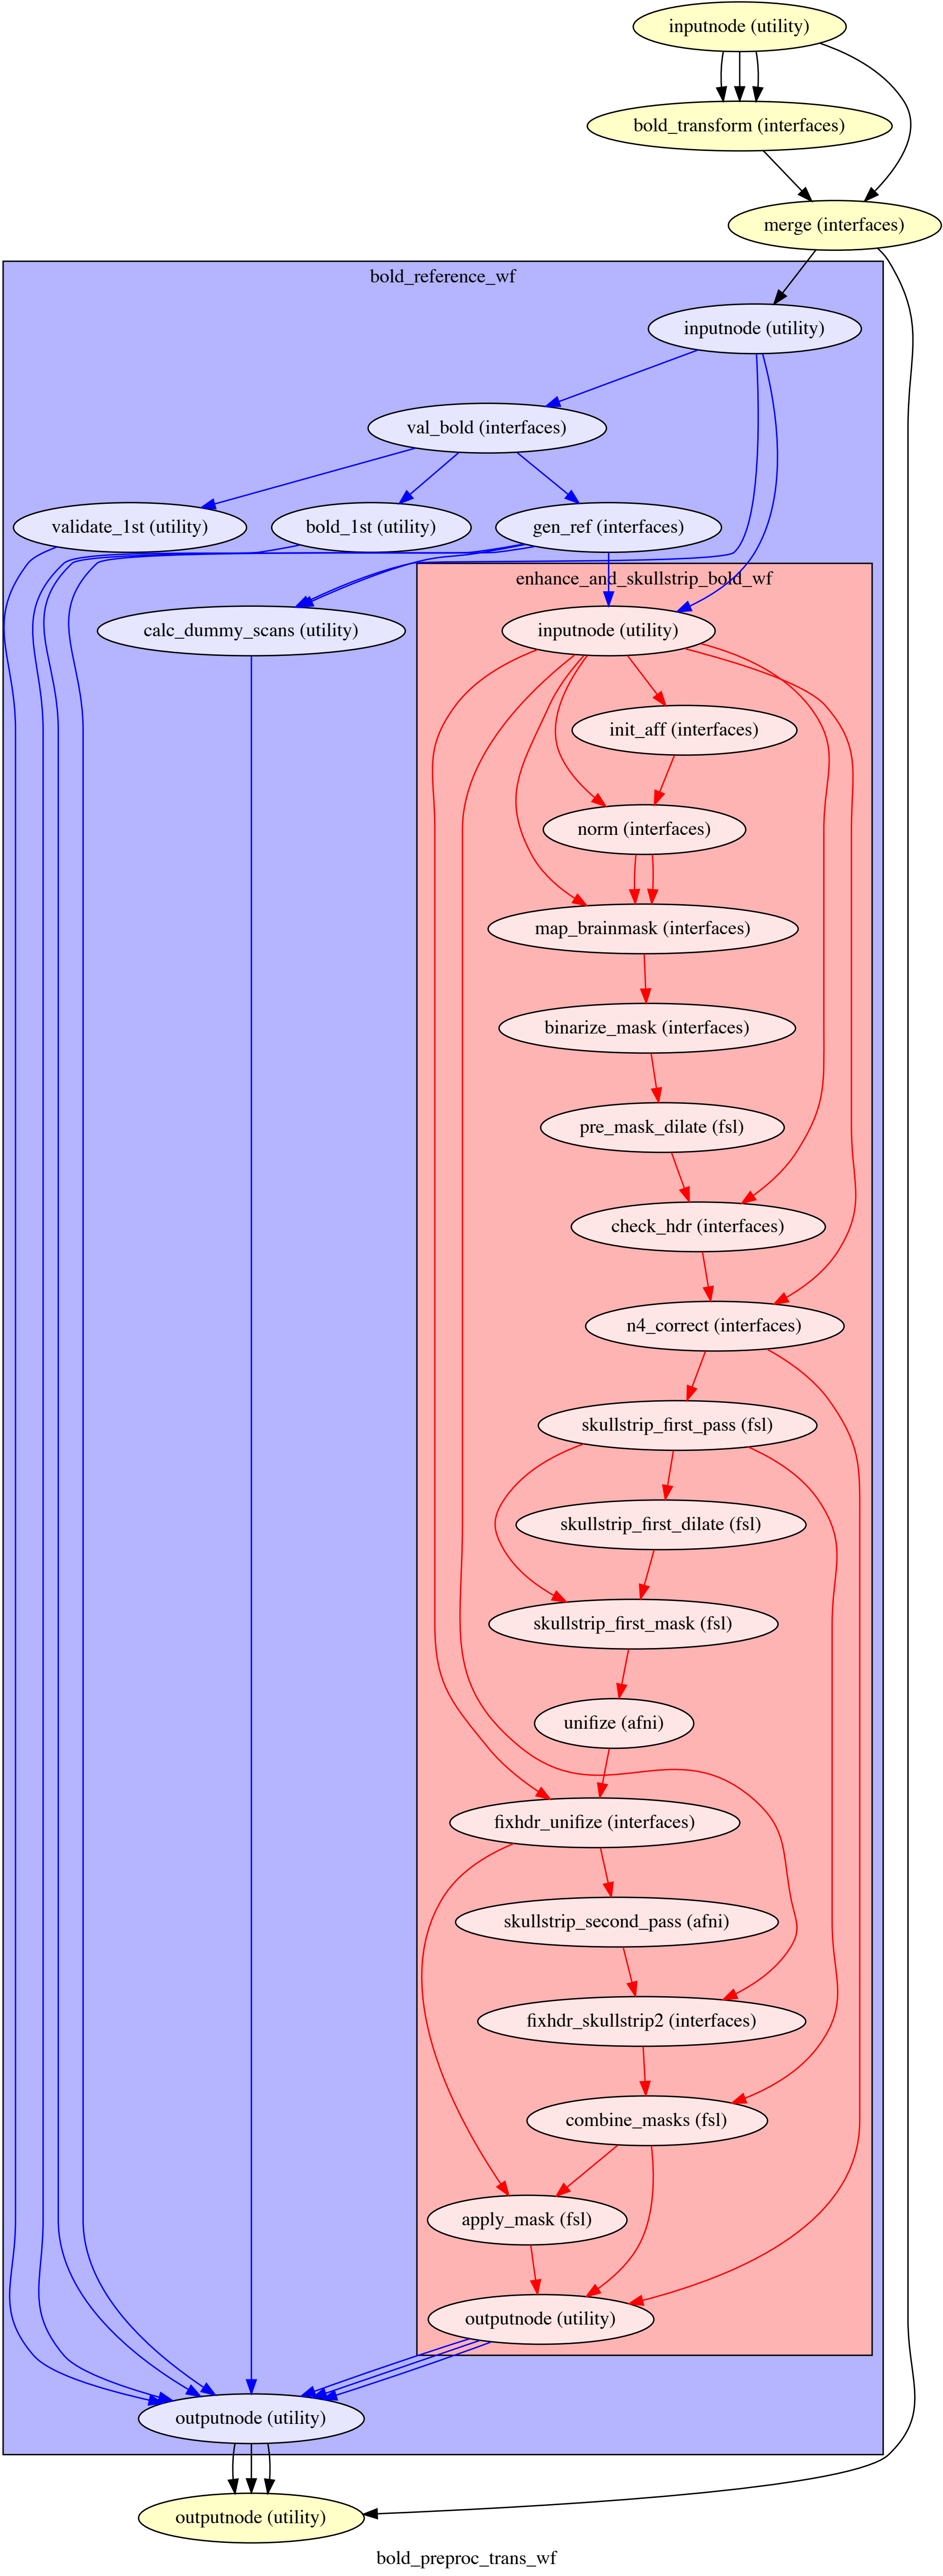 inputnode (utility)
bold_transform (interfaces)
merge (interfaces)
bold_reference_wf
inputnode (utility)
val_bold (interfaces)
validate_1st (utility)
bold_1st (utility)
gen_ref (interfaces)
enhance_and_skullstrip_bold_wf
calc_dummy_scans (utility)
inputnode (utility)
init_aff (interfaces)
norm (interfaces)
map_brainmask (interfaces)
binarize_mask (interfaces)
pre_mask_dilate (fsl)
check_hdr (interfaces)
n4_correct (interfaces)
skullstrip_first_pass (fsl)
skullstrip_first_dilate (fsl)
skullstrip_first_mask (fsl)
unifize (afni)
fixhdr_unifize (interfaces)
skullstrip_second_pass (afni)
fixhdr_skullstrip2 (interfaces)
combine_masks (fsl)
apply_mask (fsl)
outputnode (utility)
outputnode (utility)
outputnode (utility)
bold_preproc_trans_wf